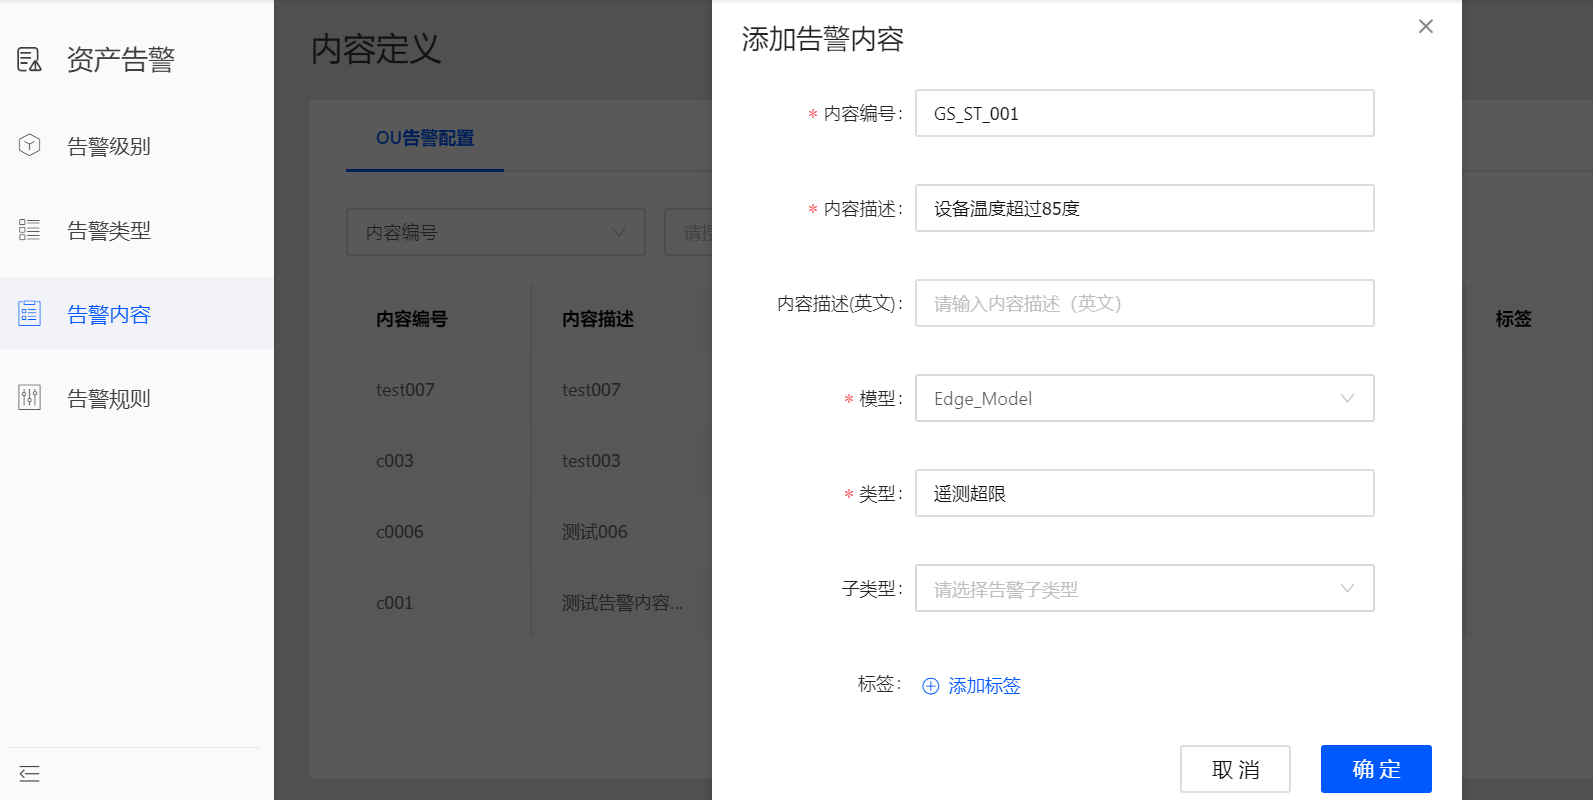 资产告警
告警级别
告警类型
告警内容
告警规则
内容定义
OU告警配置
内容编号
内容编号 内容描述 标签
test007 test007
c003 test003
c0006 测试006
c001 测试告警内容...
添加告警内容
* 内容编号: GS_ST_001
* 内容描述: 设备温度超过85度
内容描述(英文): 请输入内容描述（英文）
* 模型: Edge_Model
* 类型: 遥测超限
子类型: 请选择告警子类型
标签: 添加标签
取 消 确 定